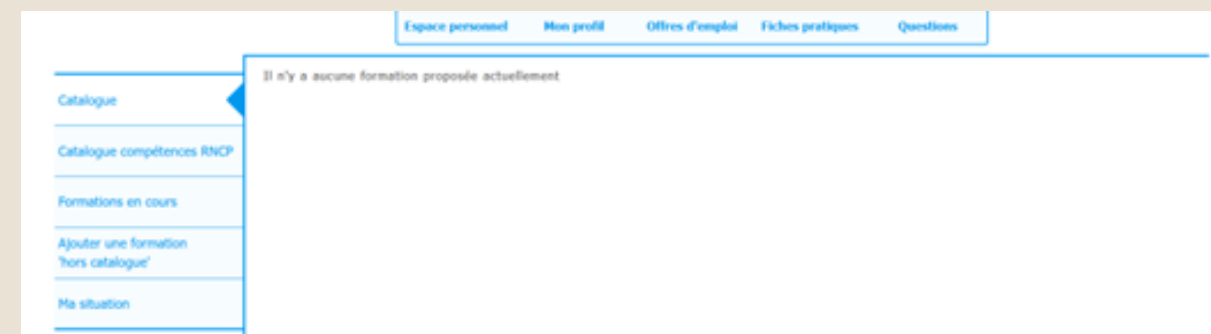 Espace personnel Mon profil Offres d'emploi Fiches pratiques Questions
Il n'y a aucune formation proposée actuellement
Catalogue
Catalogue compétences RNCP
Formations en cours
Ajouter une formation
'hors catalogue'
Ma situation